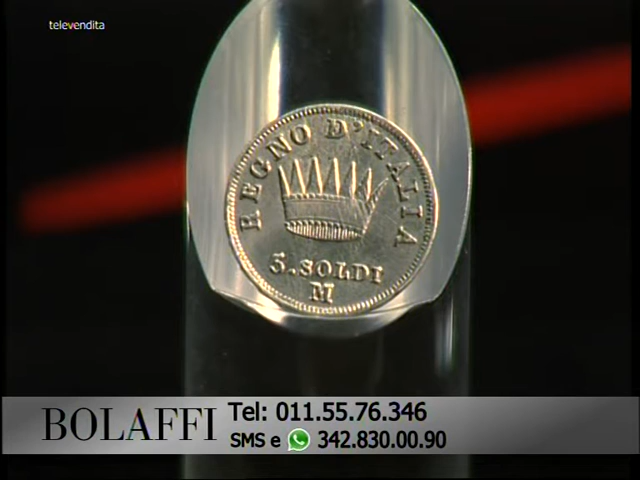 televendita
REGNO D'ITALIA
5.SOLDI
M
BOLAFFI
Tel: 011.55.76.346
SMS e 342.830.00.90